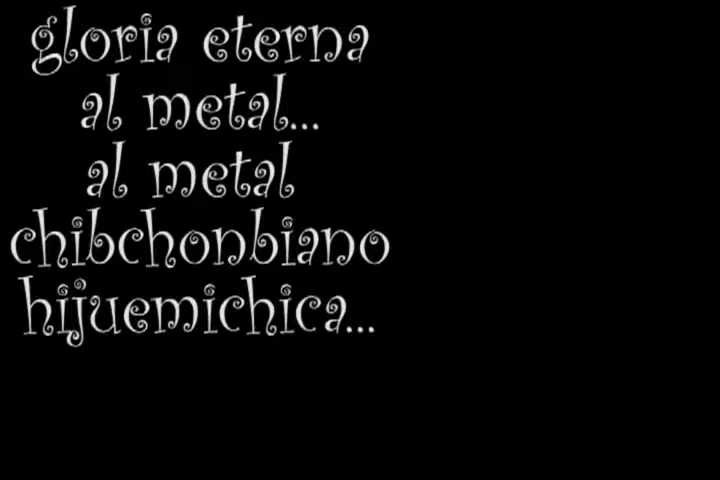 gloria eterna
al metal...
al metal
chibchonbiano
hijuemichica...